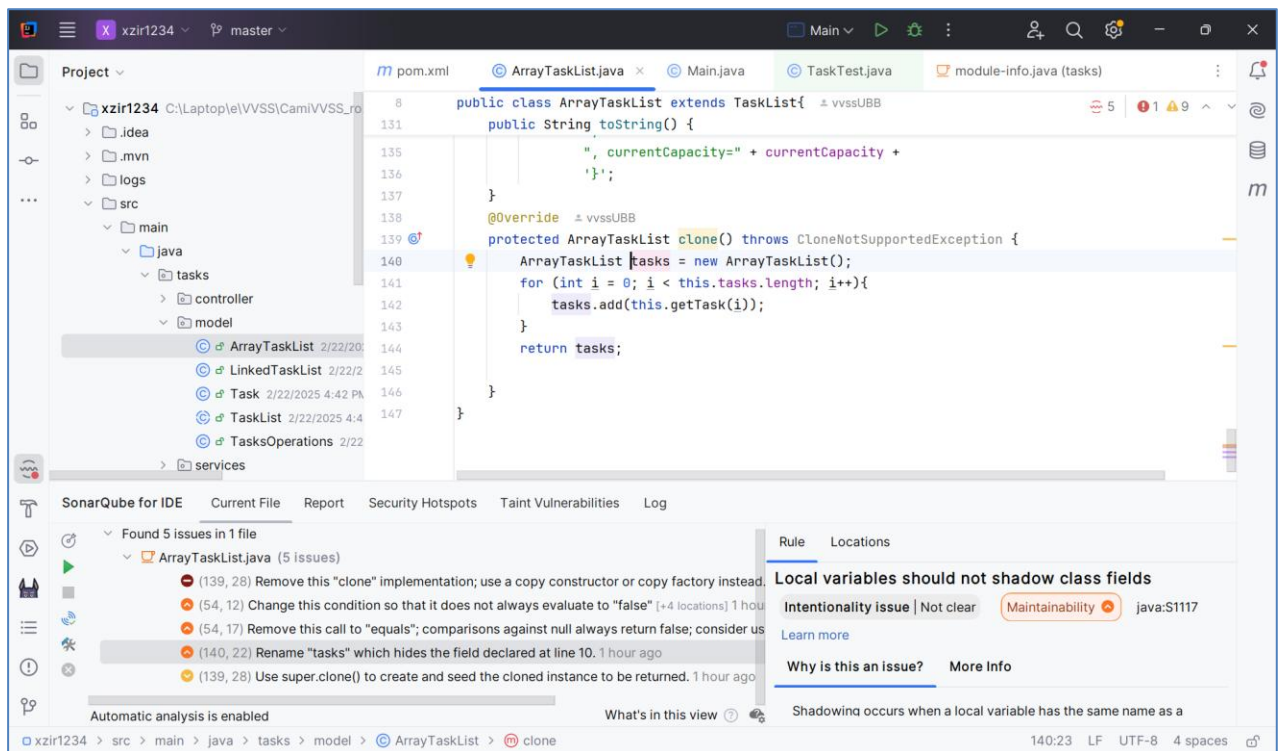 X xzir1234 master Main
Project
pom.xml ArrayTaskList.java Main.java TaskTest.java module-info.java (tasks)
xzir1234 C:\Laptop\e\VVSS\CamiVVSS_ro
.idea
.mvn
logs
src
main
java
tasks
controller
model
ArrayTaskList 2/22/20
LinkedTaskList 2/22/2
Task 2/22/2025 4:42 PM
TaskList 2/22/2025 4:4
TasksOperations 2/22
services
5 1 9
8 public class ArrayTaskList extends TaskList{ vvssUBB
131 public String toString() {
135 ", currentCapacity=" + currentCapacity +
136 '}';
137 }
138 @Override vvssUBB
139 protected ArrayTaskList clone() throws CloneNotSupportedException {
140 ArrayTaskList tasks = new ArrayTaskList();
141 for (int i = 0; i < this.tasks.length; i++){
142 tasks.add(this.getTask(i));
143 }
144 return tasks;
145
146 }
147 }
m
SonarQube for IDE Current File Report Security Hotspots Taint Vulnerabilities Log
Found 5 issues in 1 file
ArrayTaskList.java (5 issues)
(139, 28) Remove this "clone" implementation; use a copy constructor or copy factory instead.
(54, 12) Change this condition so that it does not always evaluate to "false" [+4 locations] 1 hou
(54, 17) Remove this call to "equals"; comparisons against null always return false; consider us
(140, 22) Rename "tasks" which hides the field declared at line 10. 1 hour ago
(139, 28) Use super.clone() to create and seed the cloned instance to be returned. 1 hour ago
Automatic analysis is enabled What's in this view
Rule Locations
Local variables should not shadow class fields
Intentionality issue | Not clear Maintainability java:S1117
Learn more
Why is this an issue? More Info
Shadowing occurs when a local variable has the same name as a
xzir1234 > src > main > java > tasks > model > ArrayTaskList > clone 140:23 LF UTF-8 4 spaces